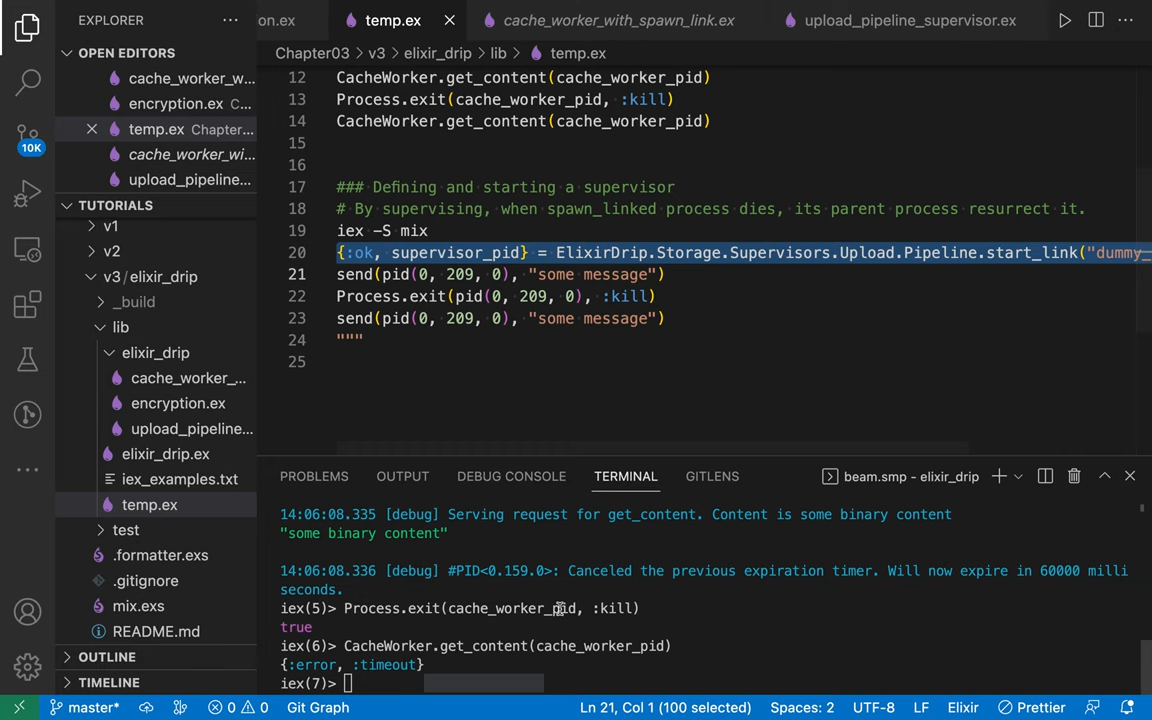 EXPLORER
on.ex
temp.ex
cache_worker_with_spawn_link.ex
upload_pipeline_supervisor.ex
OPEN EDITORS
cache_worker_w...
encryption.ex C...
temp.ex Chapter...
cache_worker_wi...
upload_pipeline...
TUTORIALS
v1
v2
v3 / elixir_drip
_build
lib
elixir_drip
cache_worker_...
encryption.ex
upload_pipeline...
elixir_drip.ex
iex_examples.txt
temp.ex
test
.formatter.exs
.gitignore
mix.exs
README.md
OUTLINE
TIMELINE
10K
Chapter03 > v3 > elixir_drip > lib > temp.ex
12 CacheWorker.get_content(cache_worker_pid)
13 Process.exit(cache_worker_pid, :kill)
14 CacheWorker.get_content(cache_worker_pid)
15
16
17 ### Defining and starting a supervisor
18 # By supervising, when spawn_linked process dies, its parent process resurrect it.
19 iex -S mix
20 {:ok, supervisor_pid} = ElixirDrip.Storage.Supervisors.Upload.Pipeline.start_link("dummy_
21 send(pid(0, 209, 0), "some message")
22 Process.exit(pid(0, 209, 0), :kill)
23 send(pid(0, 209, 0), "some message")
24 """
25
PROBLEMS OUTPUT DEBUG CONSOLE TERMINAL GITLENS
beam.smp - elixir_drip
14:06:08.335 [debug] Serving request for get_content. Content is some binary content
"some binary content"
14:06:08.336 [debug] #PID<0.159.0>: Canceled the previous expiration timer. Will now expire in 60000 milli
seconds.
iex(5)> Process.exit(cache_worker_pid, :kill)
true
iex(6)> CacheWorker.get_content(cache_worker_pid)
{:error, :timeout}
iex(7)>
master* 0 0 Git Graph Ln 21, Col 1 (100 selected) Spaces: 2 UTF-8 LF Elixir Prettier